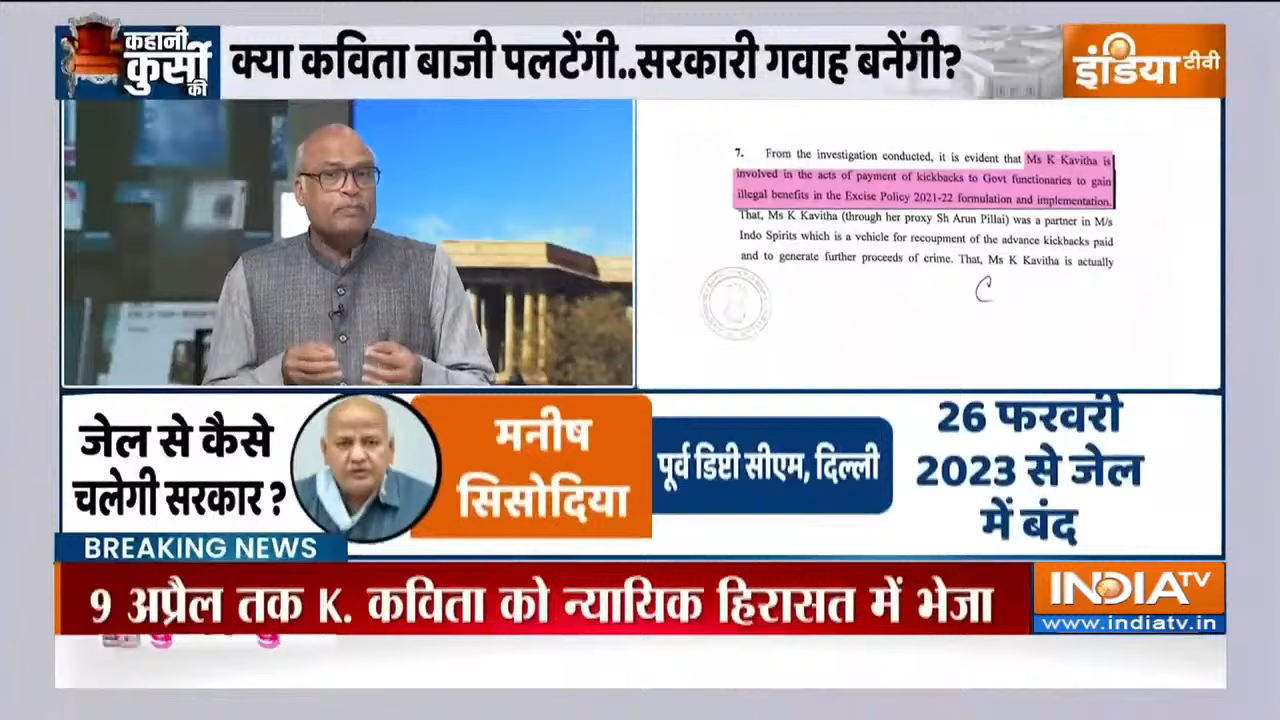 कहानी
कुर्सी
की
क्या कविता बाजी पलटेंगी..सरकारी गवाह बनेंगी?
इंडिया टीवी
7. From the investigation conducted, it is evident that Ms K Kavitha is
involved in the acts of payment of kickbacks to Govt functionaries to gain
illegal benefits in the Excise Policy 2021-22 formulation and implementation.
That, Ms K Kavitha (through her proxy Sh Arun Pillai) was a partner in M/s
Indo Spirits which is a vehicle for recoupment of the advance kickbacks paid
and to generate further proceeds of crime. That, Ms K Kavitha is actually
जेल से कैसे
चलेगी सरकार ?
मनीष
सिसोदिया
पूर्व डिप्टी सीएम, दिल्ली
26 फरवरी
2023 से जेल
में बंद
BREAKING NEWS
9 अप्रैल तक K. कविता को न्यायिक हिरासत में भेजा
INDIA TV
www.indiatv.in